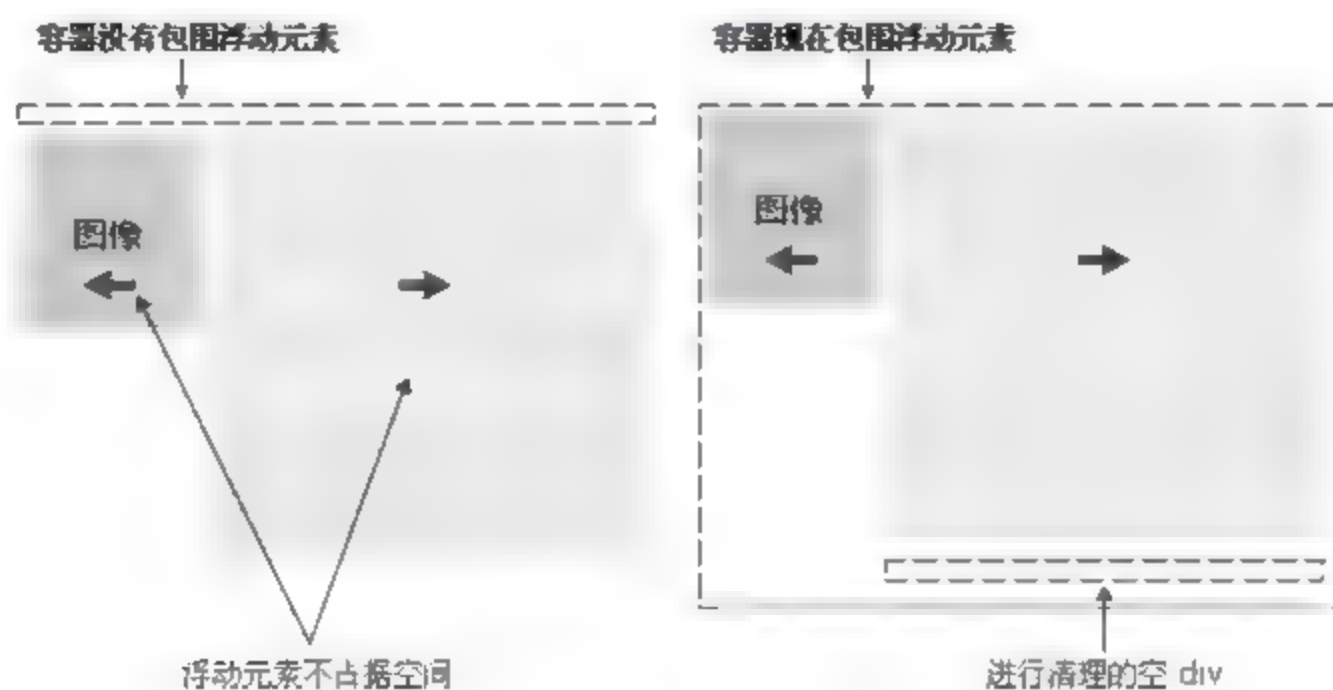 容器没有包围浮动元素
容器现在包围浮动元素
图像
图像
浮动元素不占据空间
进行清理的空 div